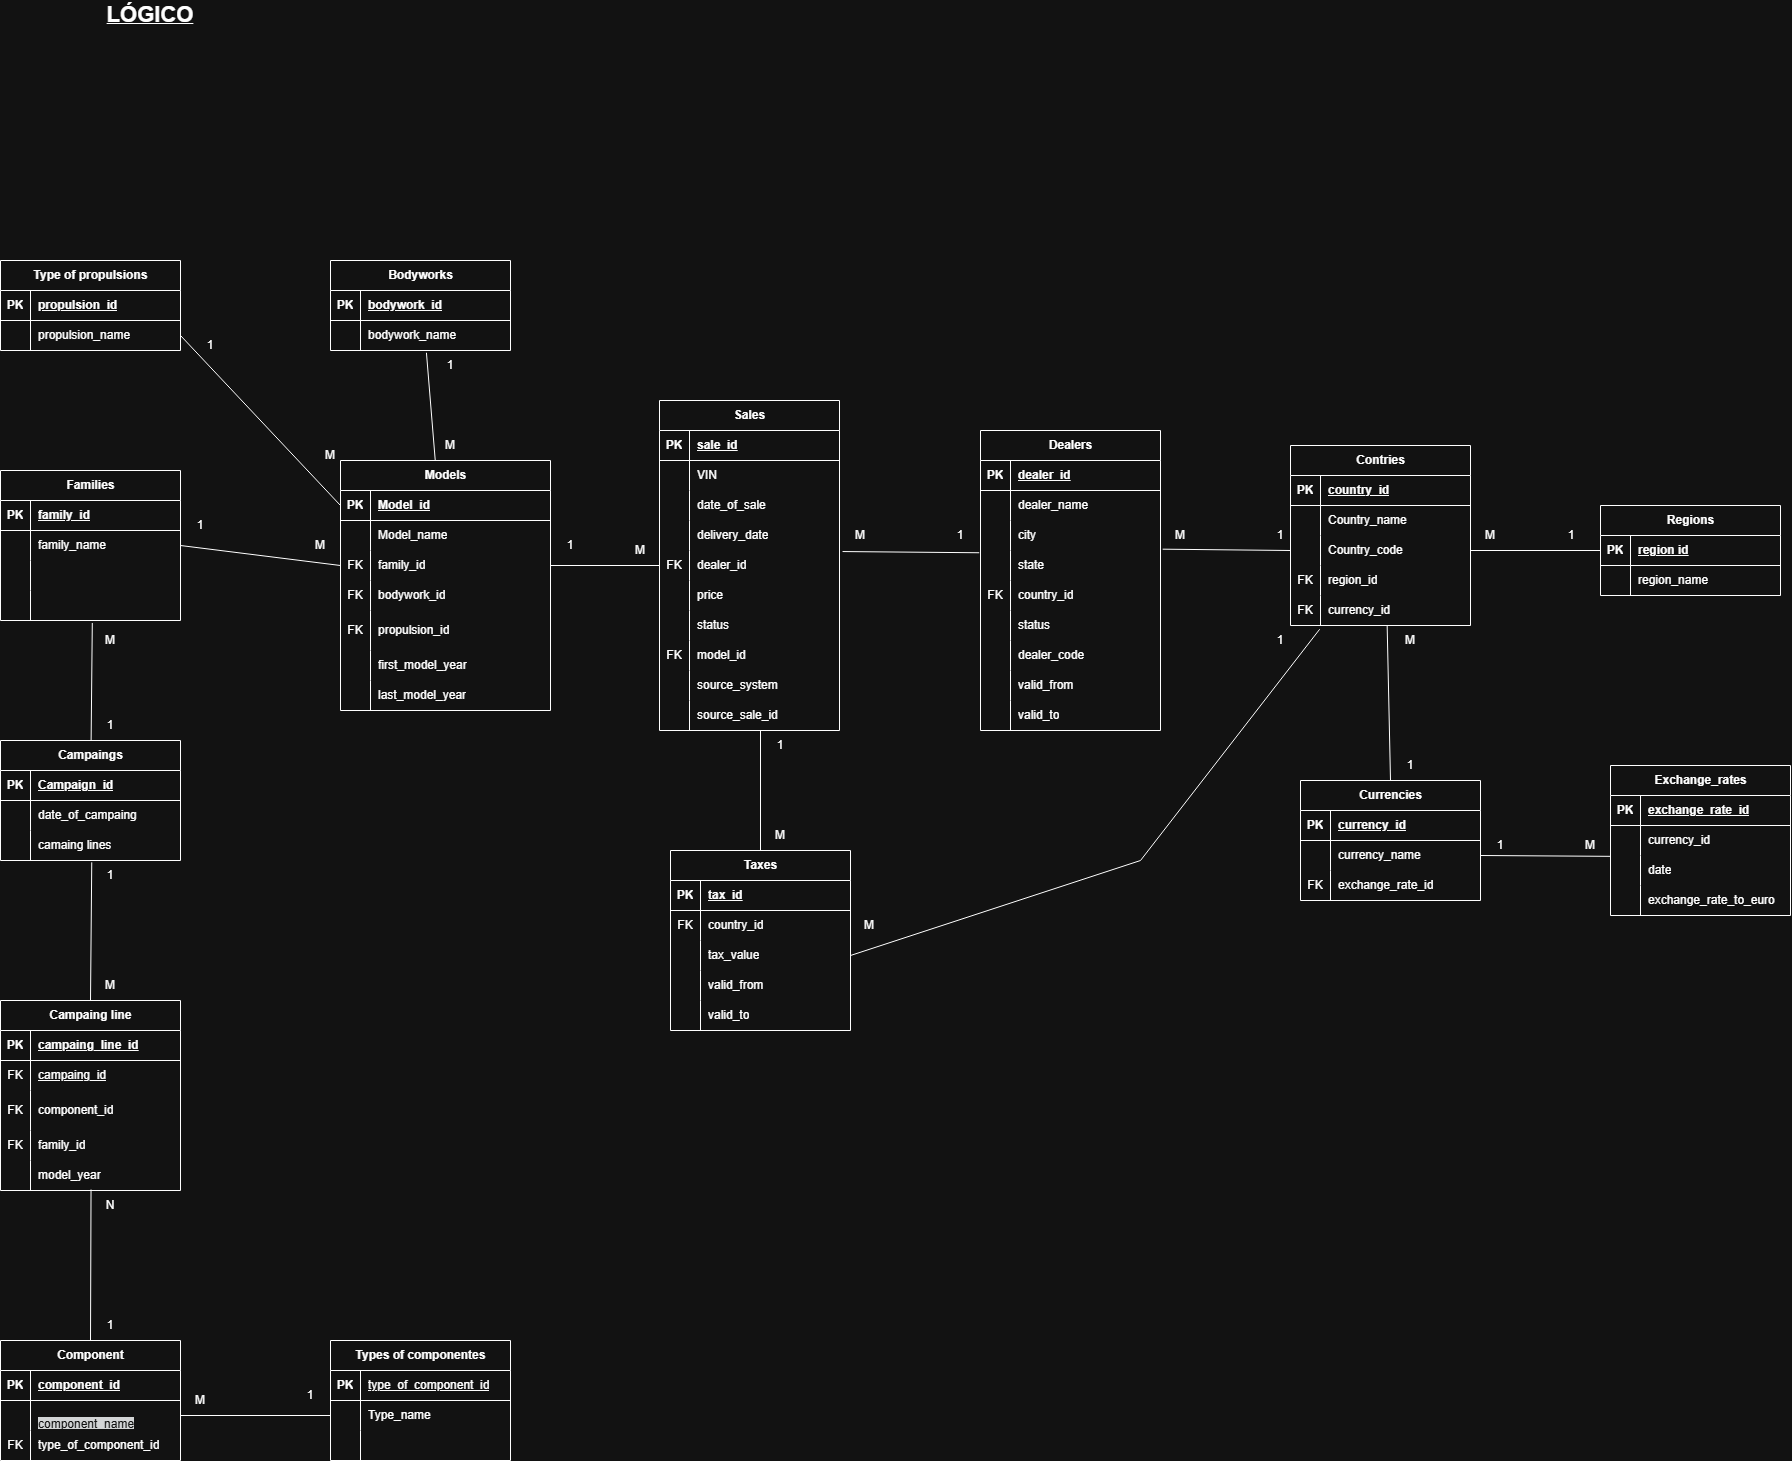 LÓGICO
Type of propulsions
PK propulsion_id
propulsion_name
1
M
Bodyworks
PK bodywork_id
bodywork_name
1
M
Families
PK family_id
family_name
1
M
M
1
Models
PK Model_id
Model_name
FK family_id
FK bodywork_id
FK propulsion_id
first_model_year
last_model_year
1
M
Sales
PK sale_id
VIN
date_of_sale
delivery_date
FK dealer_id
price
status
FK model_id
source_system
source_sale_id
M
1
1
M
Dealers
PK dealer_id
dealer_name
city
state
FK country_id
status
dealer_code
valid_from
valid_to
M
1
Contries
PK country_id
Country_name
Country_code
FK region_id
FK currency_id
M
1
1
M
1
Regions
PK region id
region_name
Campaings
PK Campaign_id
date_of_campaing
camaing lines
1
M
Taxes
PK tax_id
FK country_id
tax_value
valid_from
valid_to
M
Currencies
PK currency_id
currency_name
FK exchange_rate_id
1
M
Exchange_rates
PK exchange_rate_id
currency_id
date
exchange_rate_to_euro
Campaing line
PK campaing_line_id
FK campaing_id
FK component_id
FK family_id
model_year
N
1
Component
PK component_id
component_name
FK type_of_component_id
M
1
Types of componentes
PK type_of_component_id
Type_name